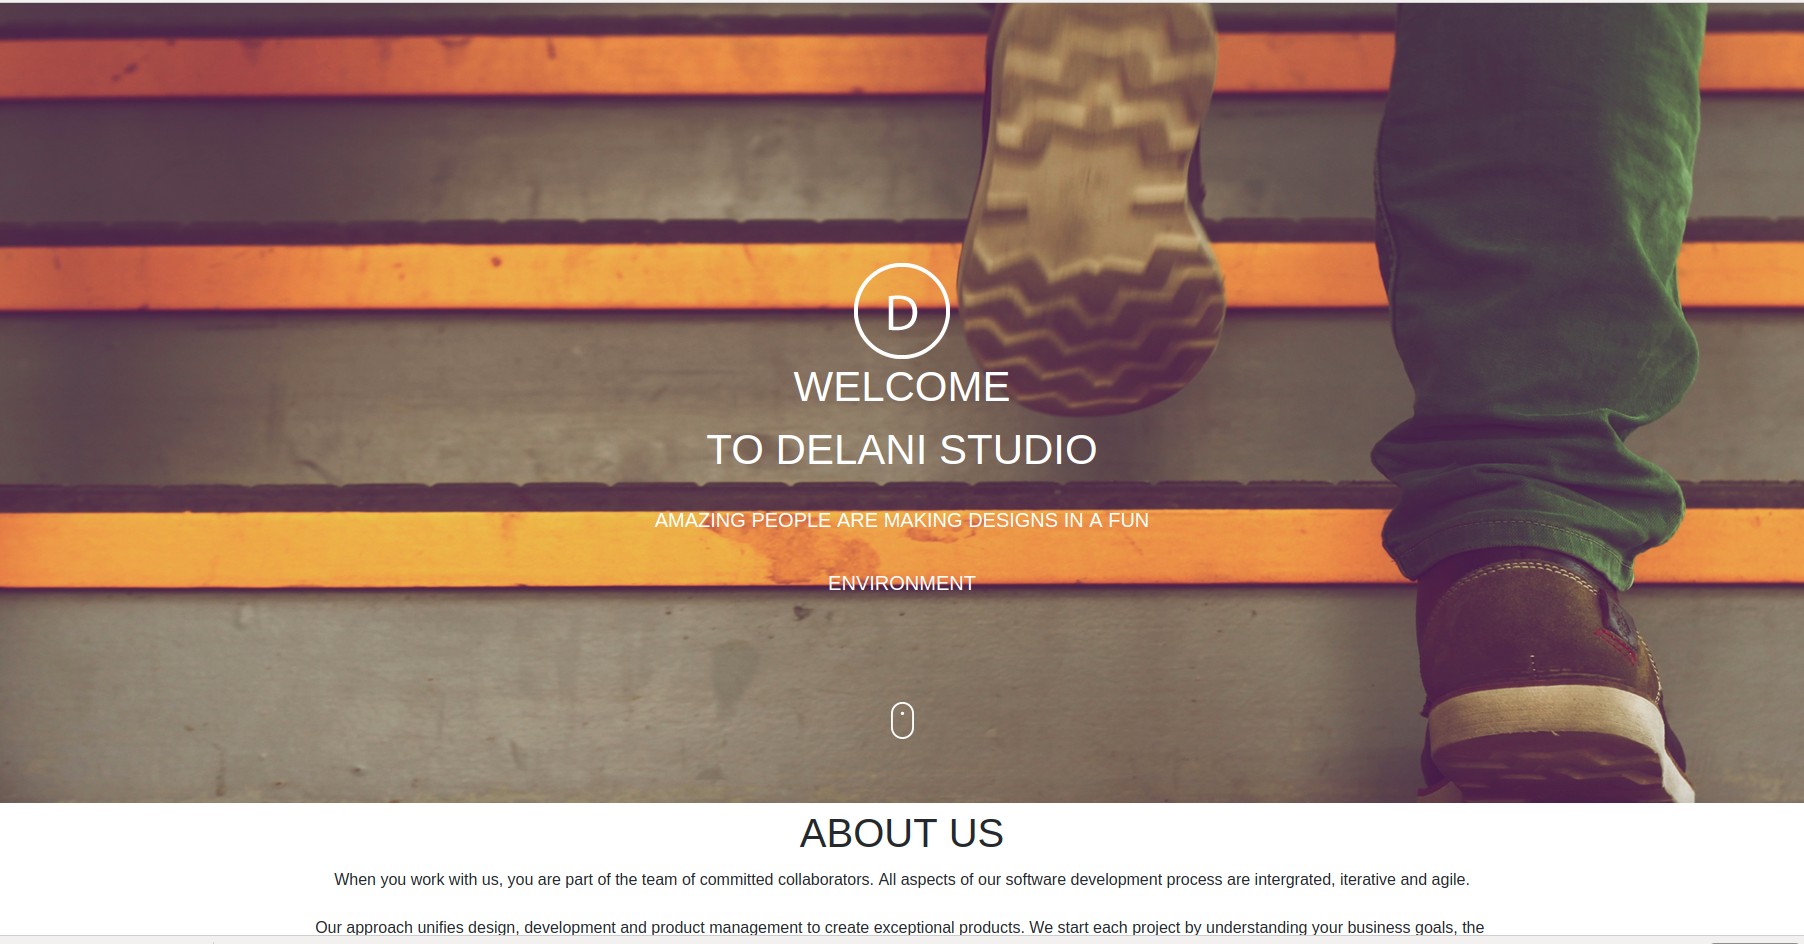 D
WELCOME
TO DELANI STUDIO
AMAZING PEOPLE ARE MAKING DESIGNS IN A FUN
ENVIRONMENT
ABOUT US
When you work with us, you are part of the team of committed collaborators. All aspects of our software development process are intergrated, iterative and agile.
Our approach unifies design, development and product management to create exceptional products. We start each project by understanding your business goals, the